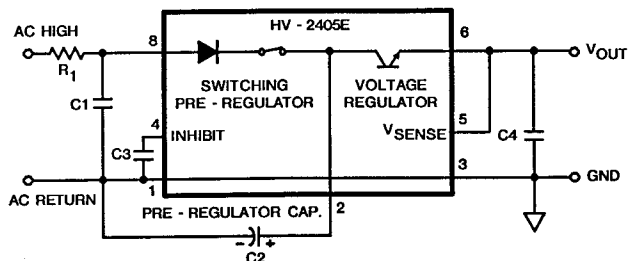 HV - 2405E
AC HIGH
R1
8
6
VOUT
SWITCHING
PRE - REGULATOR
VOLTAGE
REGULATOR
C1
4
INHIBIT
C3
5
VSENSE
C4
AC RETURN
1
3
GND
PRE - REGULATOR CAP.
2
- +
C2